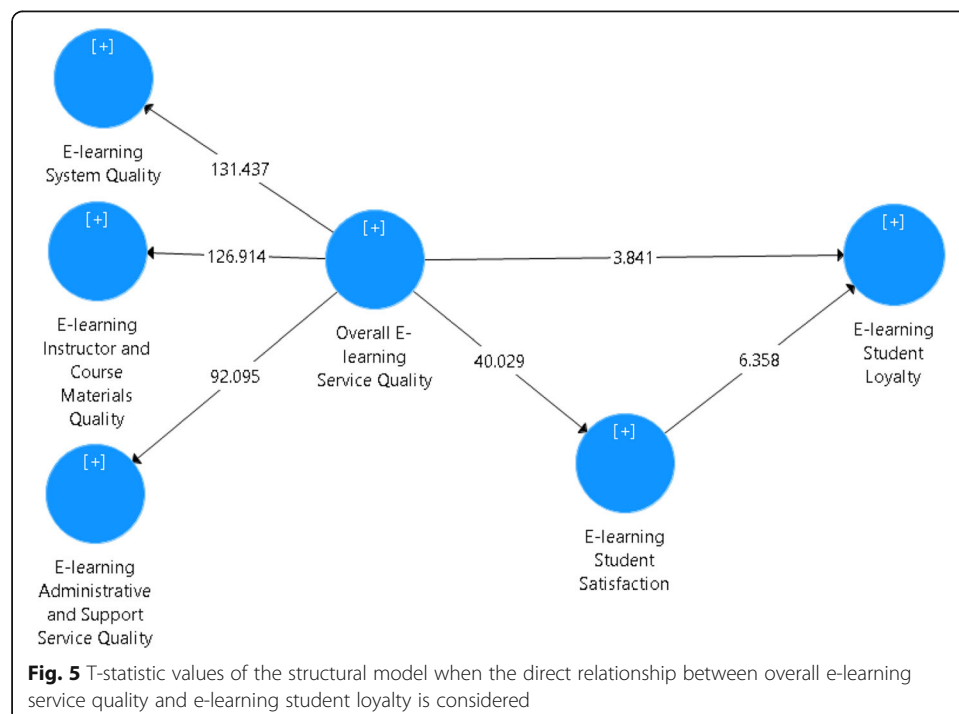 [+]
E-learning
System Quality
131.437
[+]
E-learning
Instructor and
Course
Materials
Quality
126.914
[+]
Overall E-
learning
Service Quality
3.841
[+]
E-learning
Student
Loyalty
92.095
40.029
6.358
[+]
E-learning
Administrative
and Support
Service Quality
[+]
E-learning
Student
Satisfaction
Fig. 5 T-statistic values of the structural model when the direct relationship between overall e-learning
service quality and e-learning student loyalty is considered